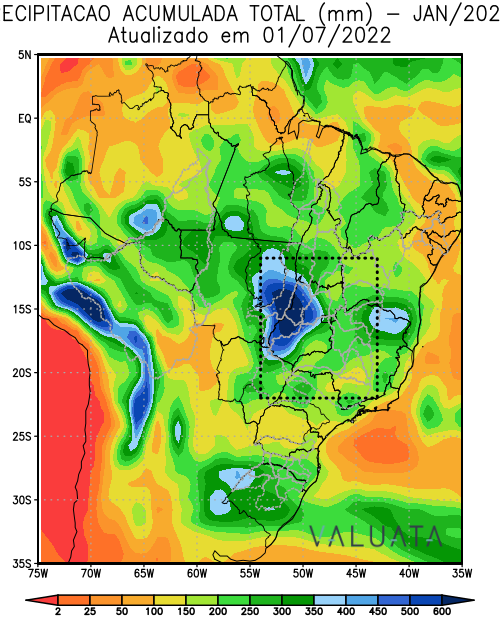 ECIPITACAO ACUMULADA TOTAL (mm) – JAN/202
Atualizado em 01/07/2022
5N
EQ
5S
10S
15S
20S
25S
30S
35S
VALUATA
75W 70W 65W 60W 55W 50W 45W 40W 35W
2 25 50 100 150 200 250 300 350 400 450 500 600